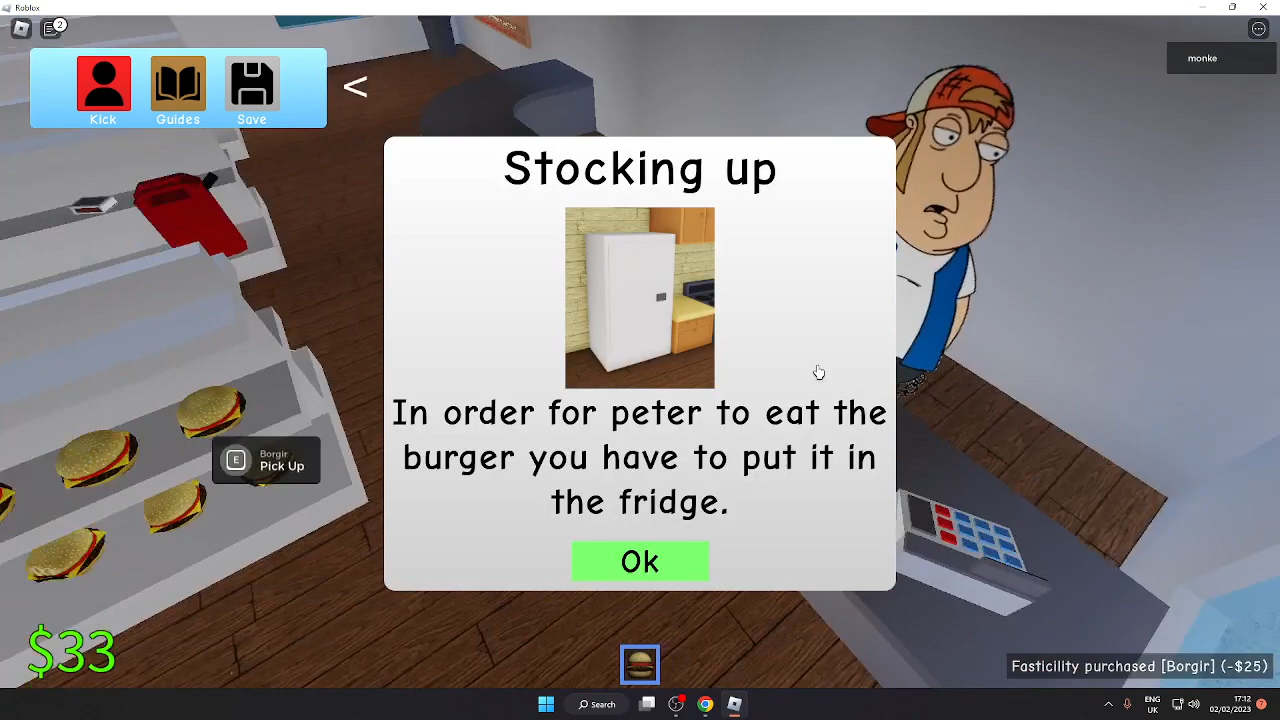 Roblox
2
monke
Kick
Guides
Save
<
Stocking up
In order for peter to eat the
burger you have to put it in
the fridge.
Ok
E
Borgir
Pick Up
$33
Fasticility purchased [Borgir] (-$25)
Search
ENG
UK
17:12
02/02/2023
7